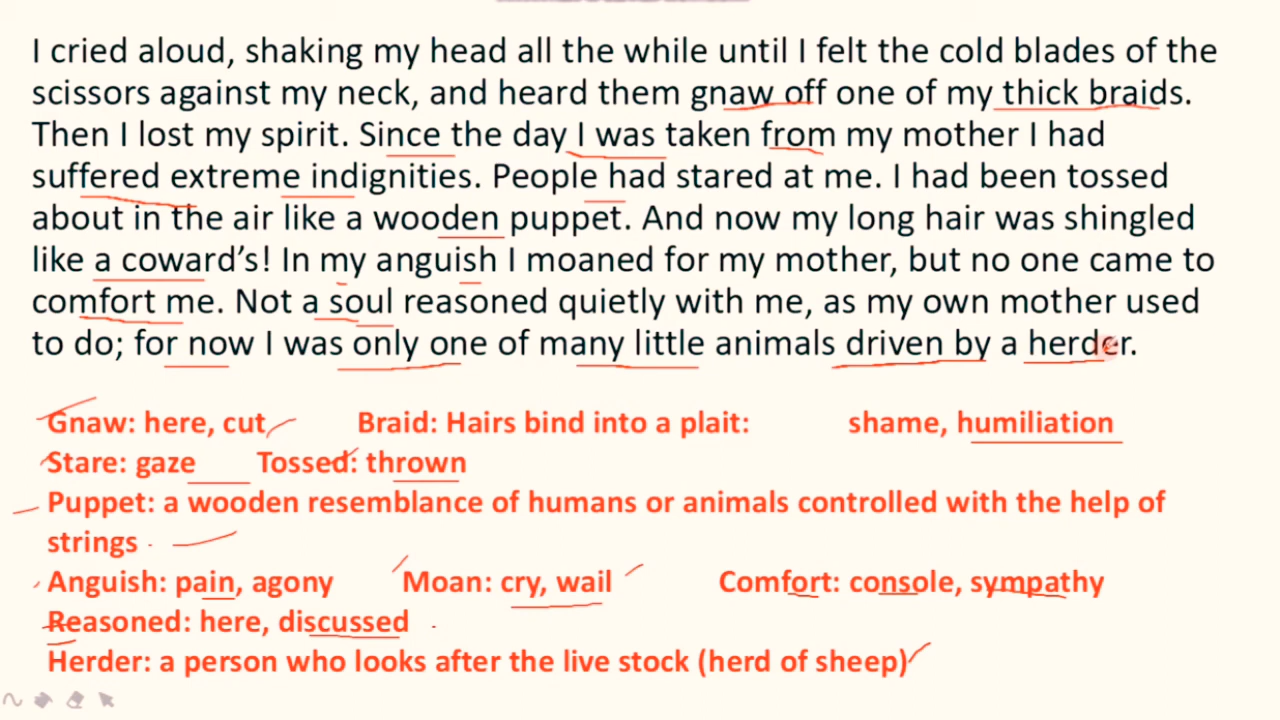 I cried aloud, shaking my head all the while until I felt the cold blades of the
scissors against my neck, and heard them gnaw off one of my thick braids.
Then I lost my spirit. Since the day I was taken from my mother I had
suffered extreme indignities. People had stared at me. I had been tossed
about in the air like a wooden puppet. And now my long hair was shingled
like a coward’s! In my anguish I moaned for my mother, but no one came to
comfort me. Not a soul reasoned quietly with me, as my own mother used
to do; for now I was only one of many little animals driven by a herder.
Gnaw: here, cut Braid: Hairs bind into a plait: shame, humiliation
Stare: gaze Tossed: thrown
Puppet: a wooden resemblance of humans or animals controlled with the help of
strings
Anguish: pain, agony Moan: cry, wail Comfort: console, sympathy
Reasoned: here, discussed
Herder: a person who looks after the live stock (herd of sheep)